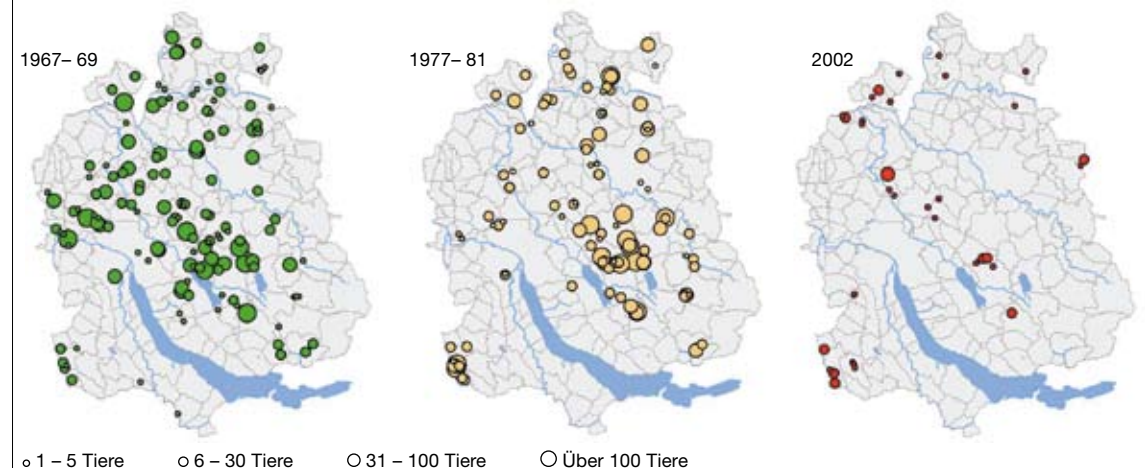 1967– 69
1977– 81
2002
1 – 5 Tiere
6 – 30 Tiere
31 – 100 Tiere
Über 100 Tiere